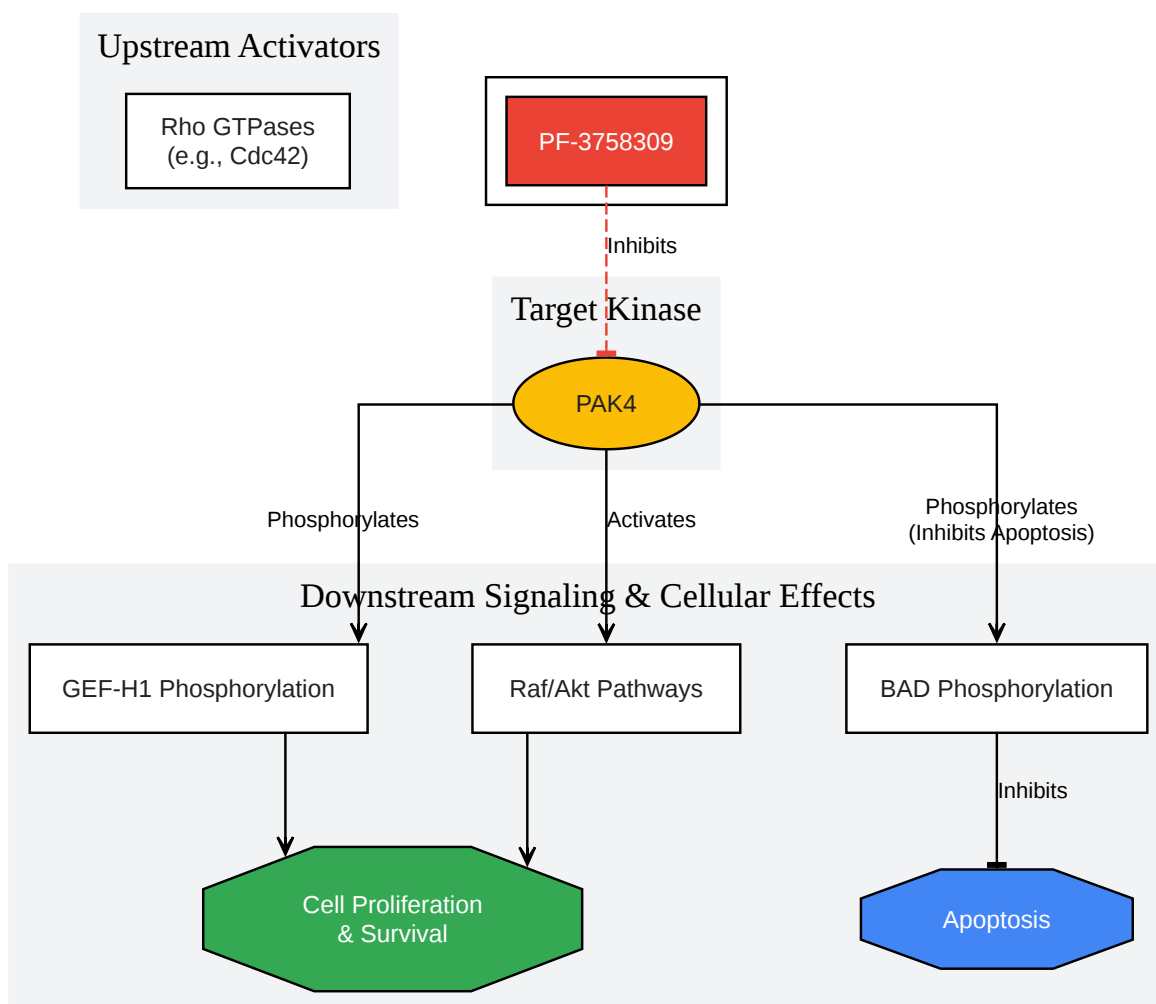 Upstream Activators
Rho GTPases
(e.g., Cdc42)
PF-3758309
Inhibits
Target Kinase
PAK4
Phosphorylates
Activates
Phosphorylates
(Inhibits Apoptosis)
Downstream Signaling & Cellular Effects
GEF-H1 Phosphorylation
Raf/Akt Pathways
BAD Phosphorylation
Inhibits
Cell Proliferation
& Survival
Apoptosis